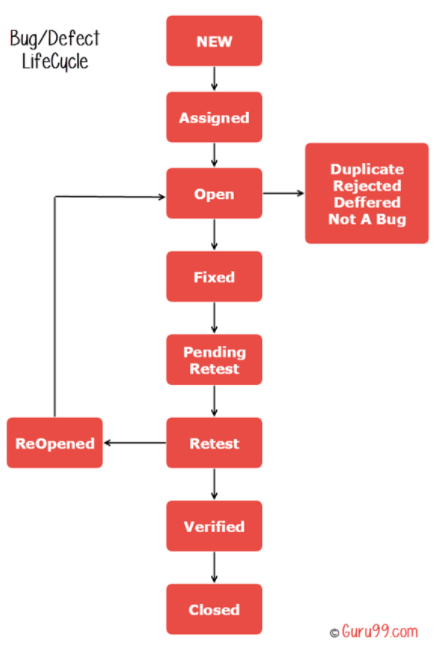 Bug/Defect
LifeCycle
NEW
Assigned
Open
Duplicate
Rejected
Deffered
Not A Bug
Fixed
Pending
Retest
ReOpened
Retest
Verified
Closed
© Guru99.com